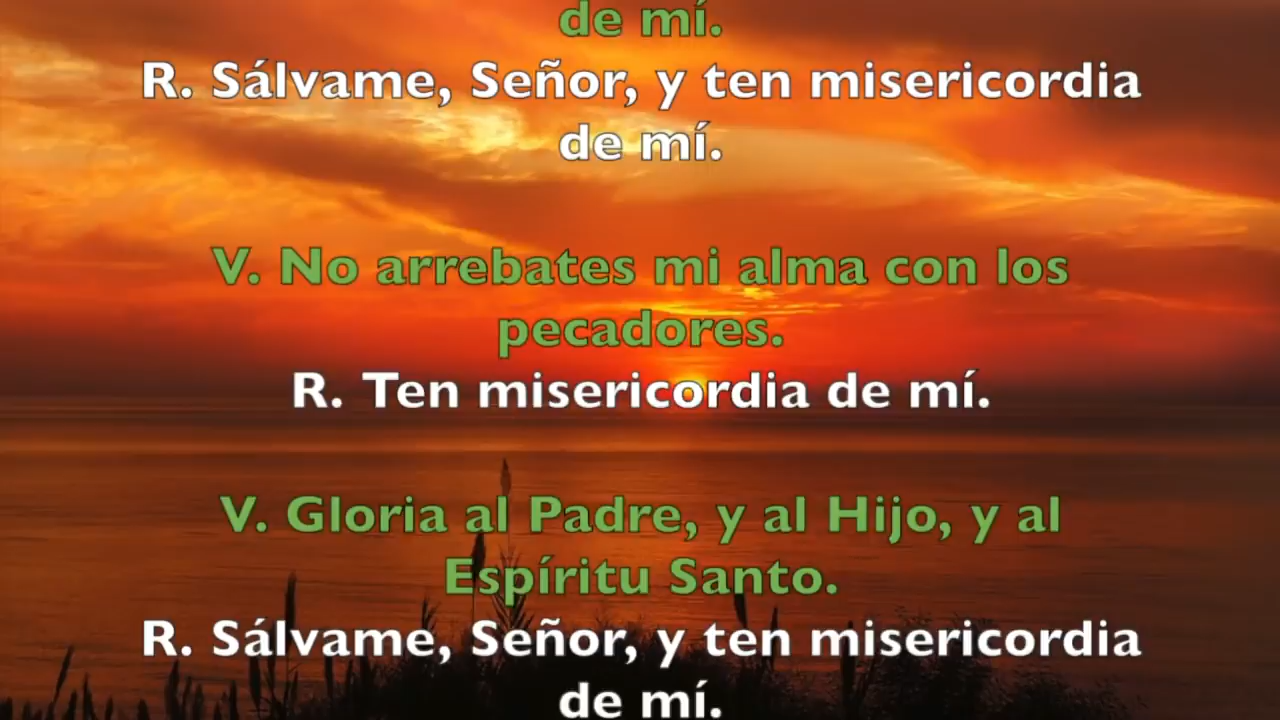 de mí.
R. Sálvame, Señor, y ten misericordia
de mí.
V. No arrebates mi alma con los
pecadores.
R. Ten misericordia de mí.
V. Gloria al Padre, y al Hijo, y al
Espíritu Santo.
R. Sálvame, Señor, y ten misericordia
de mí.